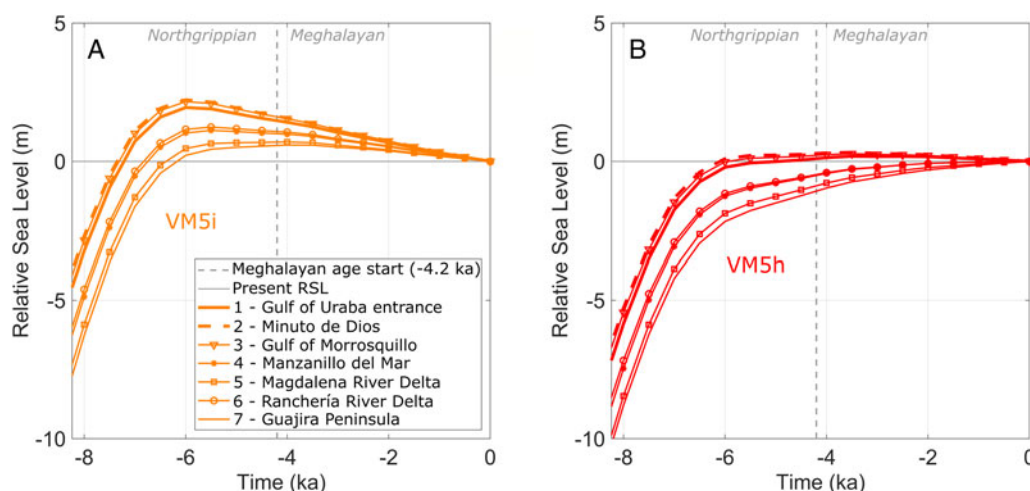 A
Northgrippian
Meghalayan
5
0
-5
-10
Relative Sea Level (m)
VM5i
Meghalayan age start (-4.2 ka)
Present RSL
1 - Gulf of Uraba entrance
2 - Minuto de Dios
3 - Gulf of Morrosquillo
4 - Manzanillo del Mar
5 - Magdalena River Delta
6 - Ranchería River Delta
7 - Guajira Peninsula
-8 -6 -4 -2 0
Time (ka)
B
Northgrippian
Meghalayan
5
0
-5
-10
Relative Sea Level (m)
VM5h
-8 -6 -4 -2 0
Time (ka)